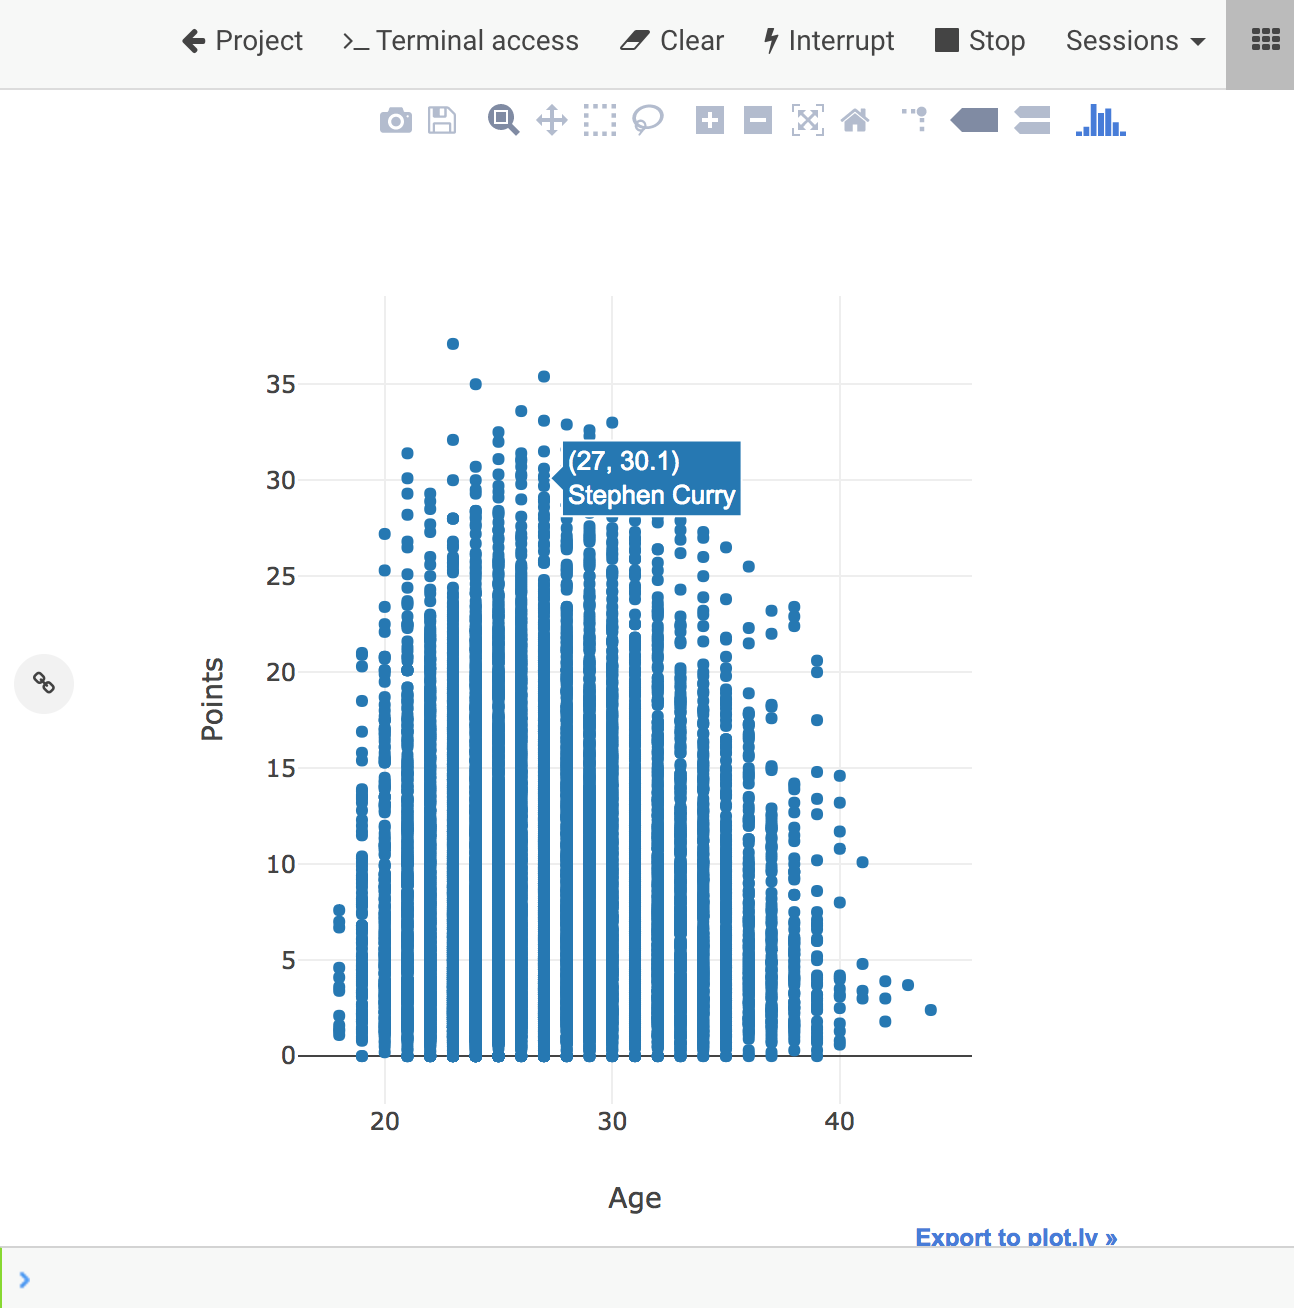 Project
Terminal access
Clear
Interrupt
Stop
Sessions
35
30
25
20
15
10
5
0
Points
(27, 30.1)
Stephen Curry
20
30
40
Age
Export to plot.ly »